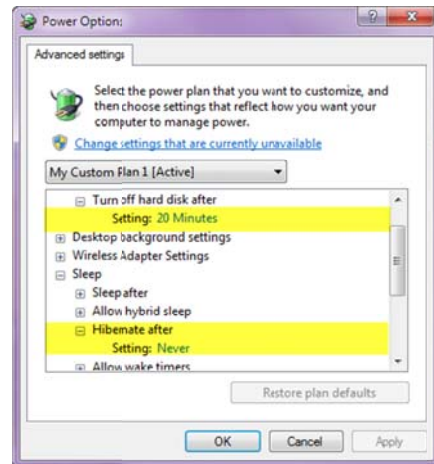 Power Options
Advanced settings
Select the power plan that you want to customize, and
then choose settings that reflect how you want your
computer to manage power.
Change settings that are currently unavailable
My Custom Plan 1 [Active]
Turn off hard disk after
Setting: 20 Minutes
Desktop background settings
Wireless Adapter Settings
Sleep
Sleep after
Allow hybrid sleep
Hibernate after
Setting: Never
Allow wake timers
Restore plan defaults
OK
Cancel
Apply